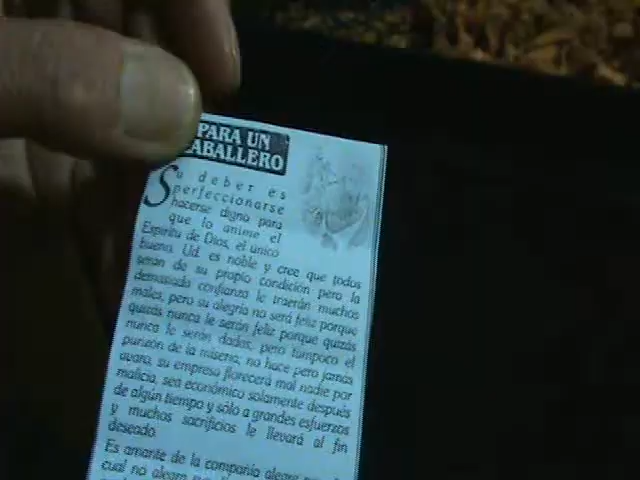 PARA UN
CABALLERO
Su deber es
perfeccionarse
hacerse digno para
que lo anime el
Espíritu de Dios, el único
bueno. Ud. es noble y cree que todos
sean de su propio condición pero la
demasiada confianza le traerán muchos
males, pero su alegría no será feliz porque
quizás nunca le serán feliz porque quizás
nunca le serán dadas, pero tampoco el
punzón de la miseria; no hace pero jamás
avaro, su empresa florecerá mal nadie por
malicia, sea económico solamente después
de algún tiempo y sólo a grandes esfuerzos
y muchos sacrificios le llevará al fin
deseado.
Es amante de la compañía alegre
cual no